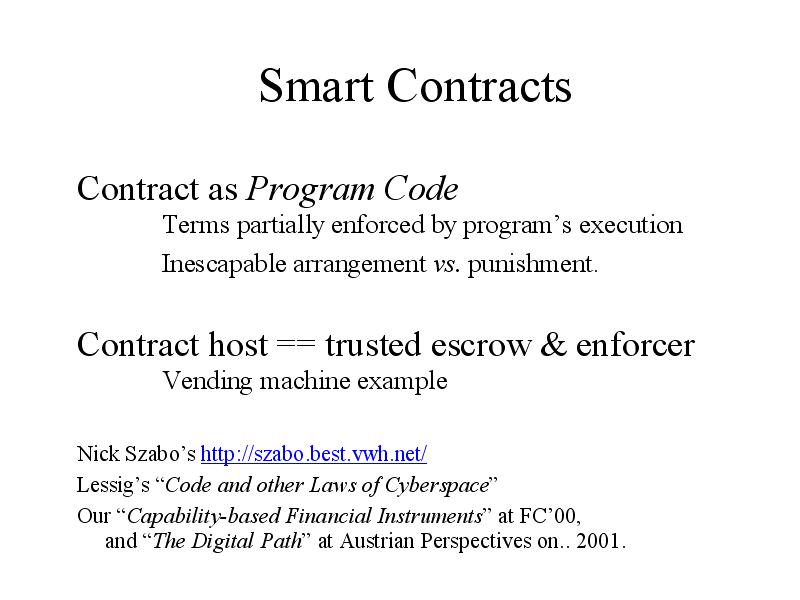 Smart Contracts
Contract as Program Code
Terms partially enforced by program’s execution
Inescapable arrangement vs. punishment.
Contract host == trusted escrow & enforcer
Vending machine example
Nick Szabo’s http://szabo.best.vwh.net/
Lessig’s “Code and other Laws of Cyberspace”
Our “Capability-based Financial Instruments” at FC’00,
and “The Digital Path” at Austrian Perspectives on.. 2001.